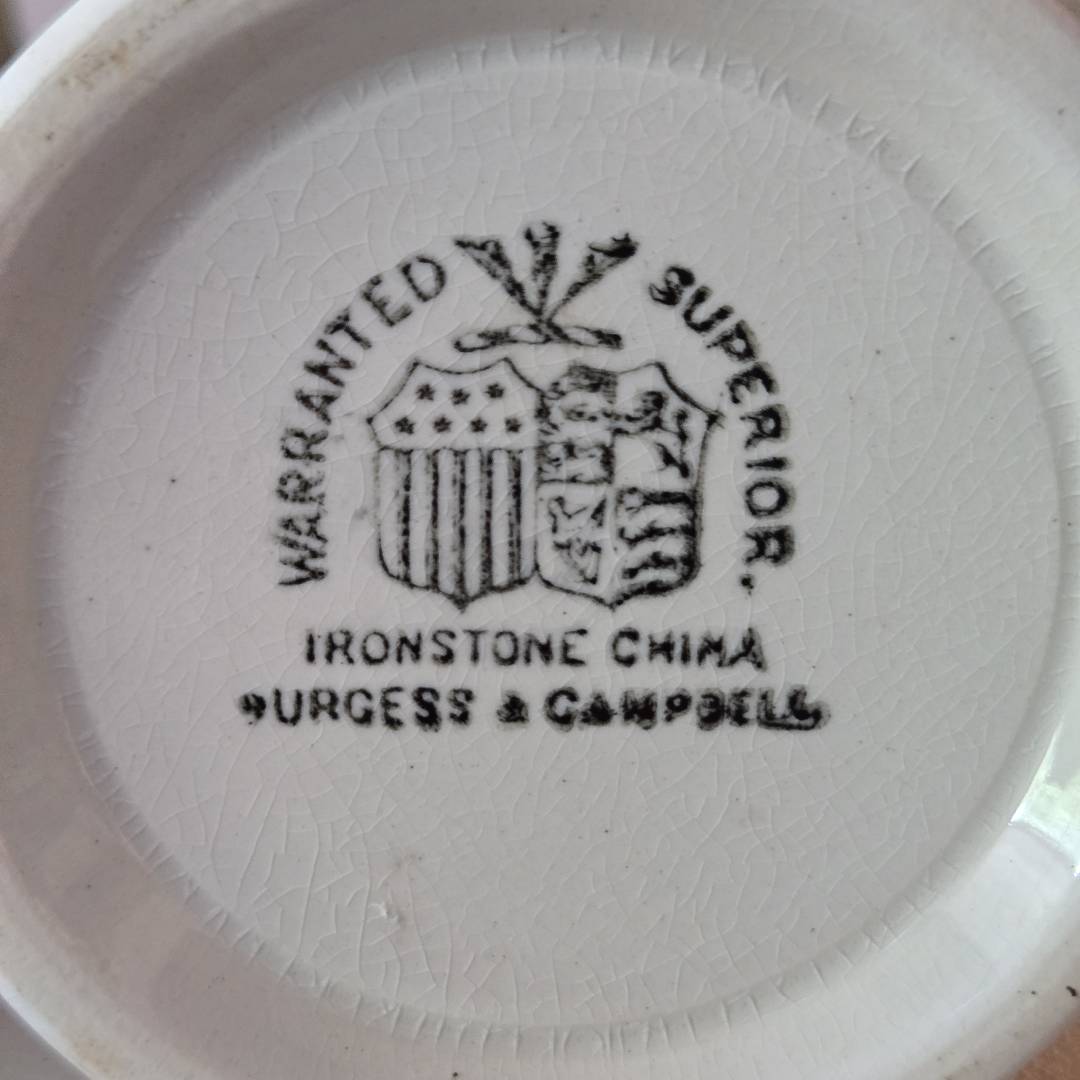 WARRANTED SUPERIOR.
IRONSTONE CHINA
BURGESS & CAMPBELL